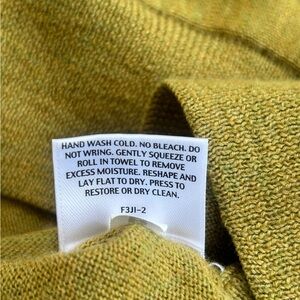 HAND WASH COLD. NO BLEACH. DO
NOT WRING. GENTLY SQUEEZE OR
ROLL IN TOWEL TO REMOVE
EXCESS MOISTURE. RESHAPE AND
LAY FLAT TO DRY. PRESS TO
RESTORE OR DRY CLEAN.
F3JI-2